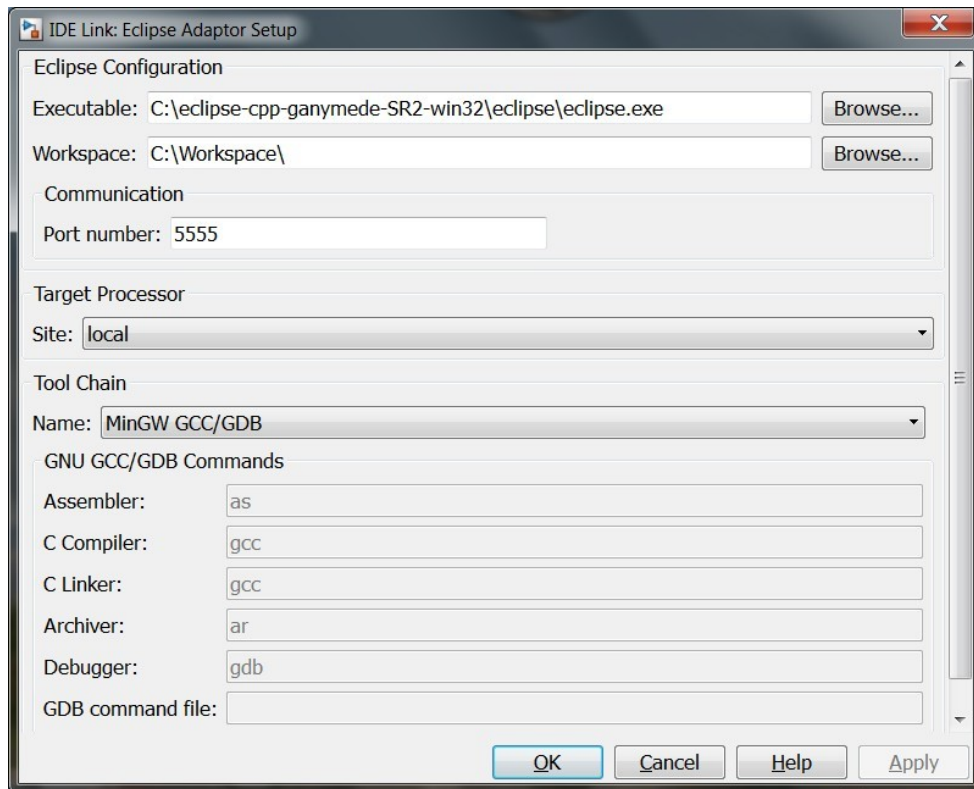 IDE Link: Eclipse Adaptor Setup
Eclipse Configuration
Executable: C:\eclipse-cpp-ganymede-SR2-win32\eclipse\eclipse.exe Browse...
Workspace: C:\Workspace\ Browse...
Communication
Port number: 5555
Target Processor
Site: local
Tool Chain
Name: MinGW GCC/GDB
GNU GCC/GDB Commands
Assembler: as
C Compiler: gcc
C Linker: gcc
Archiver: ar
Debugger: gdb
GDB command file:
OK Cancel Help Apply